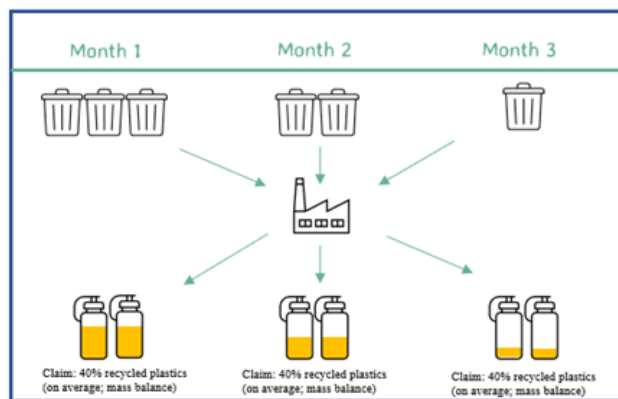 Month 1
Month 2
Month 3
Claim: 40% recycled plastics
(on average; mass balance)
Claim: 40% recycled plastics
(on average; mass balance)
Claim: 40% recycled plastics
(on average; mass balance)